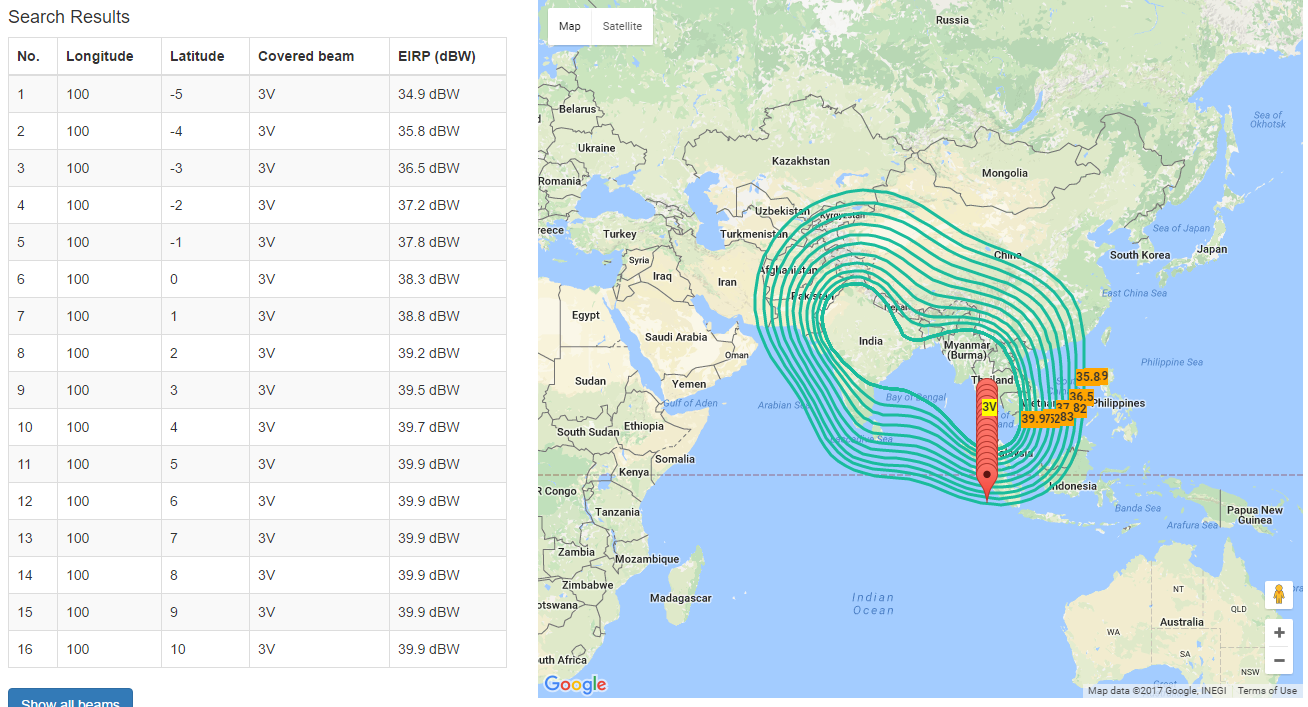 Search Results
No. Longitude Latitude Covered beam EIRP (dBW)
1 100 -5 3V 34.9 dBW
2 100 -4 3V 35.8 dBW
3 100 -3 3V 36.5 dBW
4 100 -2 3V 37.2 dBW
5 100 -1 3V 37.8 dBW
6 100 0 3V 38.3 dBW
7 100 1 3V 38.8 dBW
8 100 2 3V 39.2 dBW
9 100 3 3V 39.5 dBW
10 100 4 3V 39.7 dBW
11 100 5 3V 39.9 dBW
12 100 6 3V 39.9 dBW
13 100 7 3V 39.9 dBW
14 100 8 3V 39.9 dBW
15 100 9 3V 39.9 dBW
16 100 10 3V 39.9 dBW
Show all beams
Map Satellite
Russia
Sea of
Okhotsk
Belarus
Ukraine
Kazakhstan
Mongolia
Romania
Uzbekistan
Kyrgyzstan
reece
Turkey
Turkmenistan
Sea of Japan
Japan
South Korea
China
Syria
Iraq
Iran
Afghanistan
East China Sea
Pakistan
Nepal
Egypt
Saudi Arabia
India
Myanmar
(Burma)
Oman
Philippine Sea
Sudan
Yemen
Thailand
35.8
Gulf of Aden
Arabian Sea
Bay of Bengal
3V
36.5
Vietnam
Philippines
South Sudan
Ethiopia
39.9
Laccadive Sea
Somalia
Malaysia
Kenya
Indonesia
R Congo
Tanzania
Banda Sea
Papua New
Guinea
Arafura Sea
Zambia
Mozambique
Zimbabwe
Madagascar
otswana
Indian
Ocean
NT
QLD
Australia
WA
SA
NSW
uth Africa
Great
Google
Map data ©2017 Google, INEGI Terms of Use